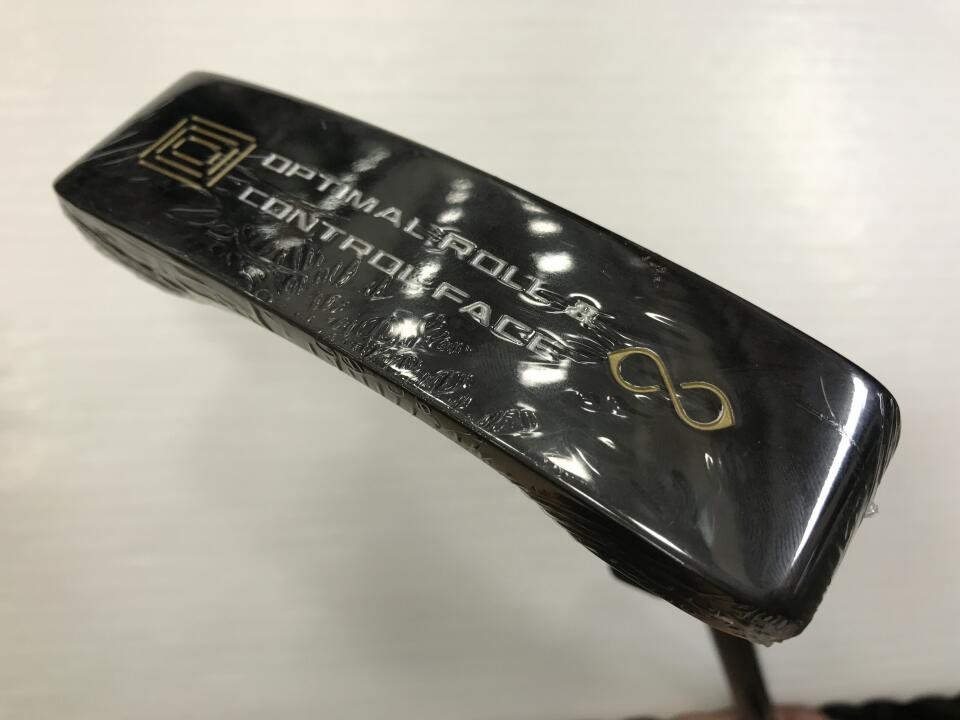 OPTIMAL ROLL &
CONTROL FACE